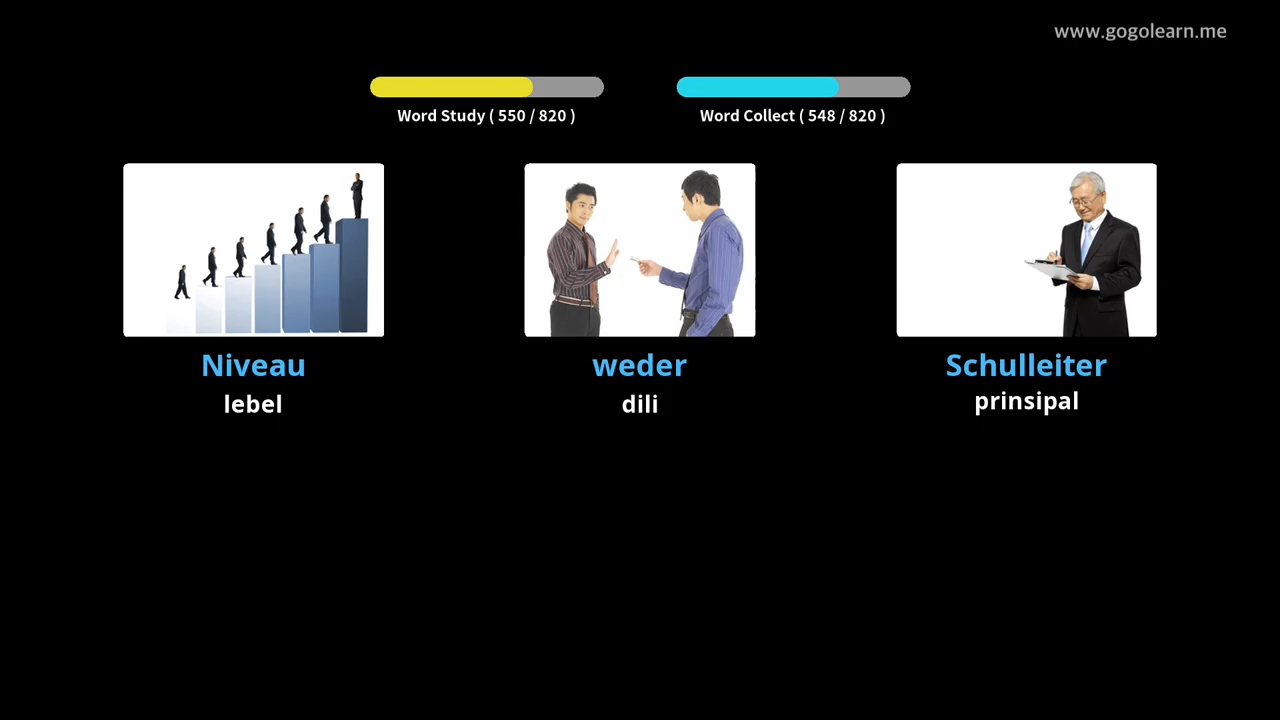 www.gogolearn.me
Word Study ( 550 / 820 )
Word Collect ( 548 / 820 )
Niveau
weder
Schulleiter
lebel
dili
prinsipal